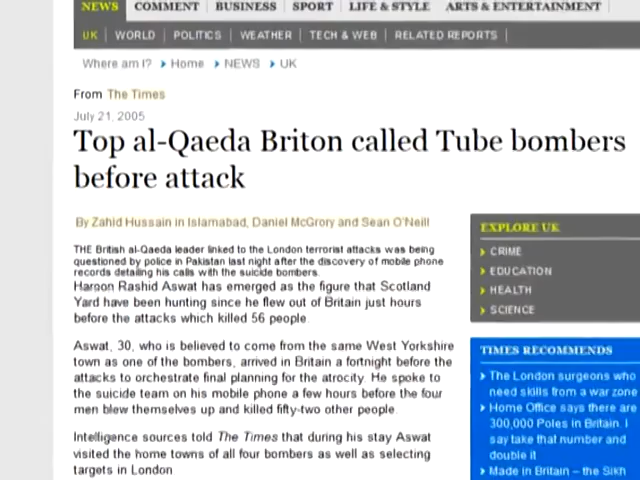 NEWS COMMENT BUSINESS SPORT LIFE & STYLE ARTS & ENTERTAINMENT
UK WORLD POLITICS WEATHER TECH & WEB RELATED REPORTS
Where am I? Home NEWS UK
From The Times
July 21, 2005
Top al-Qaeda Briton called Tube bombers
before attack
By Zahid Hussain in Islamabad, Daniel McGrory and Sean O'Neill
THE British al-Qaeda leader linked to the London terrorist attacks was being
questioned by police in Pakistan last night after the discovery of mobile phone
records detailing his calls with the suicide bombers.
Haroon Rashid Aswat has emerged as the figure that Scotland
Yard have been hunting since he flew out of Britain just hours
before the attacks which killed 56 people
Aswat, 30, who is believed to come from the same West Yorkshire
town as one of the bombers, arrived in Britain a fortnight before the
attacks to orchestrate final planning for the atrocity. He spoke to
the suicide team on his mobile phone a few hours before the four
men blew themselves up and killed fifty-two other people
Intelligence sources told The Times that during his stay Aswat
visited the home towns of all four bombers as well as selecting
targets in London
EXPLORE UK
CRIME
EDUCATION
HEALTH
SCIENCE
TIMES RECOMMENDS
The London surgeons who
need skills from a war zone
Home Office says there are
300,000 Poles in Britain. I
say take that number and
double it
Made in Britain – the Sikh